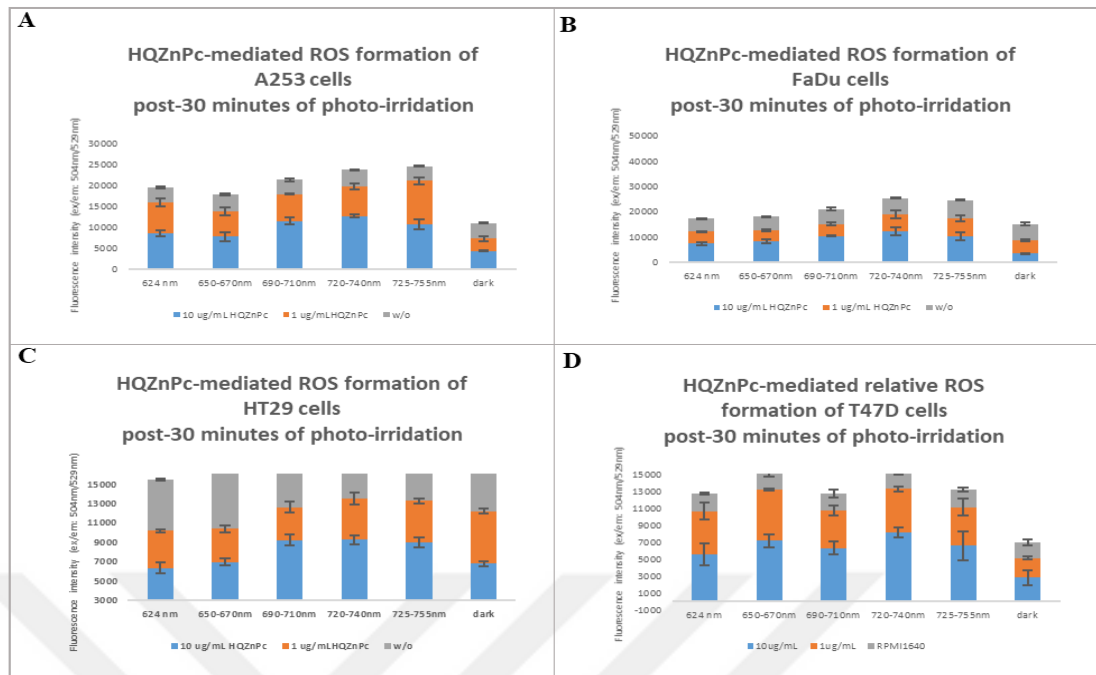 A
HQZnPc-mediated ROS formation of
A253 cells
post-30 minutes of photo-irridation
Fluorescence intensity (ex/em: 504nm/529nm)
30000
25000
20000
15000
10000
5000
0
624 nm 650-670nm 690-710nm 720-740nm 725-755nm dark
10 ug/mL HQZnPc 1 ug/mLHQZnPc w/o
B
HQZnPc-mediated ROS formation of
FaDu cells
post-30 minutes of photo-irridation
Fluorescence intensity (ex/em: 504nm/529nm)
50000
40000
30000
20000
10000
0
624 nm 650-670nm 690-710nm 720-740nm 725-755nm dark
10 ug/mL HQZnPc 1 ug/mL HQZnPc w/o
C
HQZnPc-mediated ROS formation of
HT29 cells
post-30 minutes of photo-irridation
Fluorescence intensity (ex/em: 504nm/529nm)
15000
13000
11000
9000
7000
5000
3000
624 nm 650-670nm 690-710nm 720-740nm 725-755nm dark
10 ug/mL HQZnPc 1 ug/mLHQZnPc w/o
D
HQZnPc-mediated relative ROS
formation of T47D cells
post-30 minutes of photo-irridation
Fluorescence intensity (ex/em: 504nm/529nm)
15000
13000
11000
9000
7000
5000
3000
1000
-1000
624 nm 650-670nm 690-710nm 720-740nm 725-755nm dark
10ug/mL 1ug/mL RPMI1640